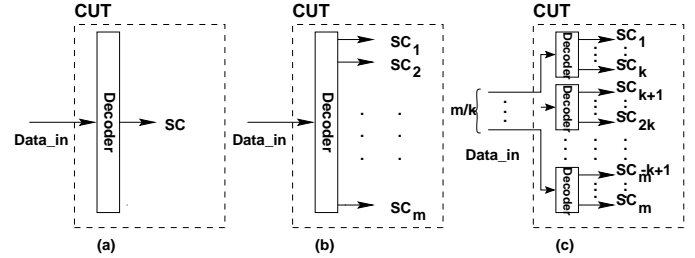 CUT
Decoder
Data_in
SC
(a)
CUT
Decoder
Data_in
SC1
SC2
SCm
(b)
CUT
m/k
Data_in
Decoder
SC1
SCk
Decoder
SCk+1
SC2k
Decoder
SCm-k+1
SCm
(c)